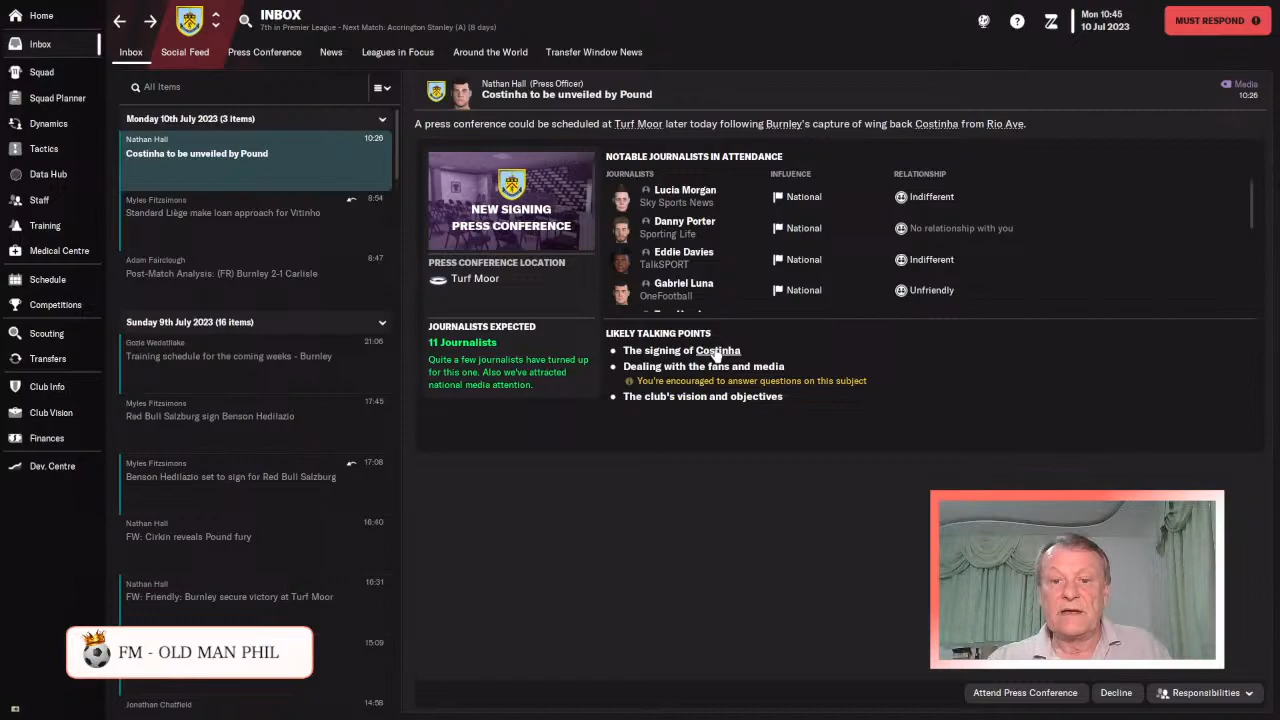 Home
Inbox
Squad
Squad Planner
Dynamics
Tactics
Data Hub
Staff
Training
Medical Centre
Schedule
Competitions
Scouting
Transfers
Club Info
Club Vision
Finances
Dev. Centre
INBOX
7th in Premier League - Next Match: Accrington Stanley (A) (8 days)
Mon 10:45
10 Jul 2023
MUST RESPOND
Inbox
Social Feed
Press Conference
News
Leagues in Focus
Around the World
Transfer Window News
All Items
Monday 10th July 2023 (3 items)
Nathan Hall 10:26
Costinha to be unveiled by Pound
Myles Fitzsimons 8:54
Standard Liège make loan approach for Vitinho
Adam Fairclough 8:47
Post-Match Analysis: (FR) Burnley 2-1 Carlisle
Sunday 9th July 2023 (16 items)
Gozie Wedatilake 21:06
Training schedule for the coming weeks - Burnley
Myles Fitzsimons 17:45
Red Bull Salzburg sign Benson Hedilazio
Myles Fitzsimons 17:08
Benson Hedilazio set to sign for Red Bull Salzburg
Nathan Hall 16:40
FW: Cirkin reveals Pound fury
Nathan Hall 16:31
FW: Friendly: Burnley secure victory at Turf Moor
15:09
FM - OLD MAN PHIL
Jonathan Chatfield 14:58
Nathan Hall (Press Officer)
Costinha to be unveiled by Pound
Media
10:26
A press conference could be scheduled at Turf Moor later today following Burnley's capture of wing back Costinha from Rio Ave.
NEW SIGNING
PRESS CONFERENCE
PRESS CONFERENCE LOCATION
Turf Moor
JOURNALISTS EXPECTED
11 Journalists
Quite a few journalists have turned up
for this one. Also we've attracted
national media attention.
NOTABLE JOURNALISTS IN ATTENDANCE
JOURNALISTS INFLUENCE RELATIONSHIP
Lucia Morgan
Sky Sports News
National
Indifferent
Danny Porter
Sporting Life
National
No relationship with you
Eddie Davies
TalkSPORT
National
Indifferent
Gabriel Luna
OneFootball
National
Unfriendly
LIKELY TALKING POINTS
The signing of Costinha
Dealing with the fans and media
You're encouraged to answer questions on this subject
The club's vision and objectives
Attend Press Conference
Decline
Responsibilities